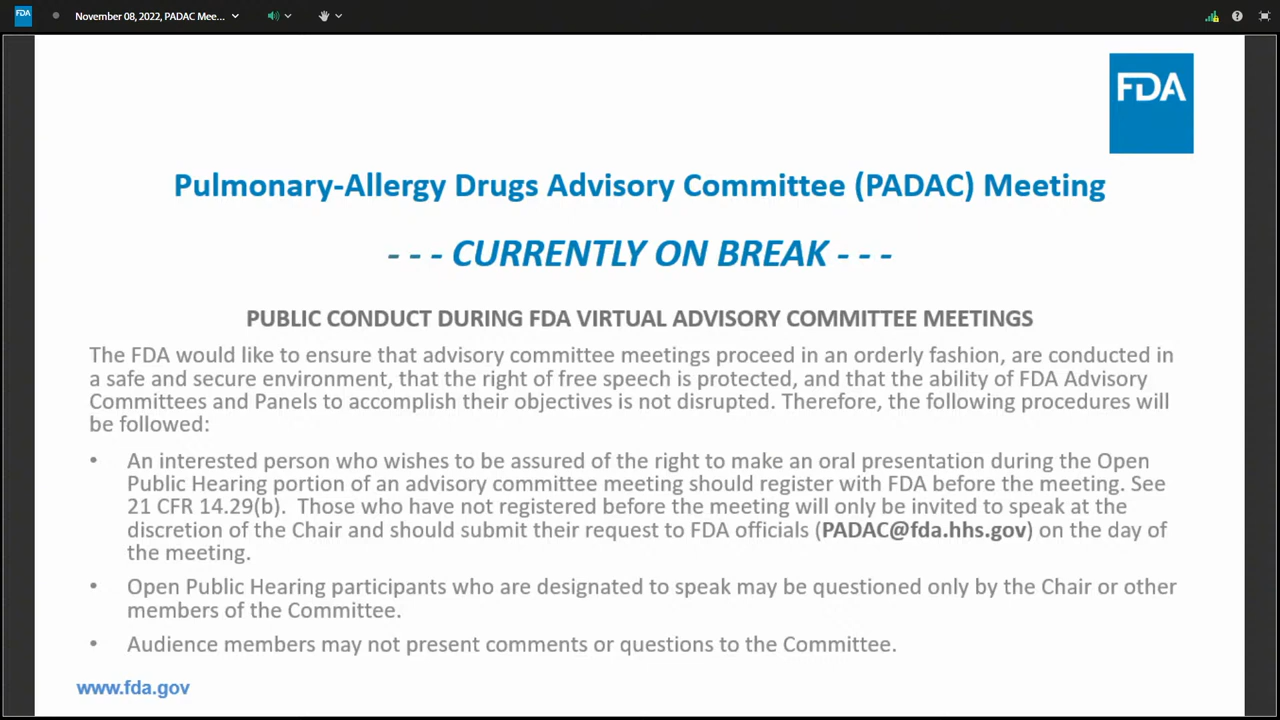 FDA
November 08, 2022, PADAC Mee...
FDA
Pulmonary-Allergy Drugs Advisory Committee (PADAC) Meeting
- - - CURRENTLY ON BREAK - - -
PUBLIC CONDUCT DURING FDA VIRTUAL ADVISORY COMMITTEE MEETINGS
The FDA would like to ensure that advisory committee meetings proceed in an orderly fashion, are conducted in
a safe and secure environment, that the right of free speech is protected, and that the ability of FDA Advisory
Committees and Panels to accomplish their objectives is not disrupted. Therefore, the following procedures will
be followed:
• An interested person who wishes to be assured of the right to make an oral presentation during the Open
Public Hearing portion of an advisory committee meeting should register with FDA before the meeting. See
21 CFR 14.29(b). Those who have not registered before the meeting will only be invited to speak at the
discretion of the Chair and should submit their request to FDA officials (PADAC@fda.hhs.gov) on the day of
the meeting.
• Open Public Hearing participants who are designated to speak may be questioned only by the Chair or other
members of the Committee.
• Audience members may not present comments or questions to the Committee.
www.fda.gov